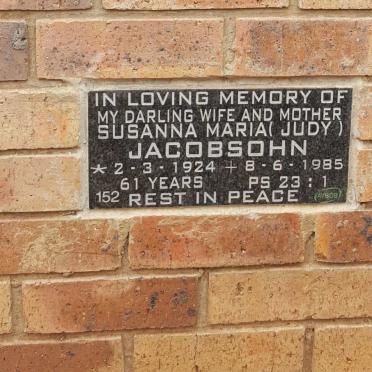 IN LOVING MEMORY OF
MY DARLING WIFE AND MOTHER
SUSANNA MARIA( JUDY )
JACOBSOHN
* 2 - 3 - 1924 + 8 - 6 - 1985
61 YEARS PS 23 : 1
152 REST IN PEACE